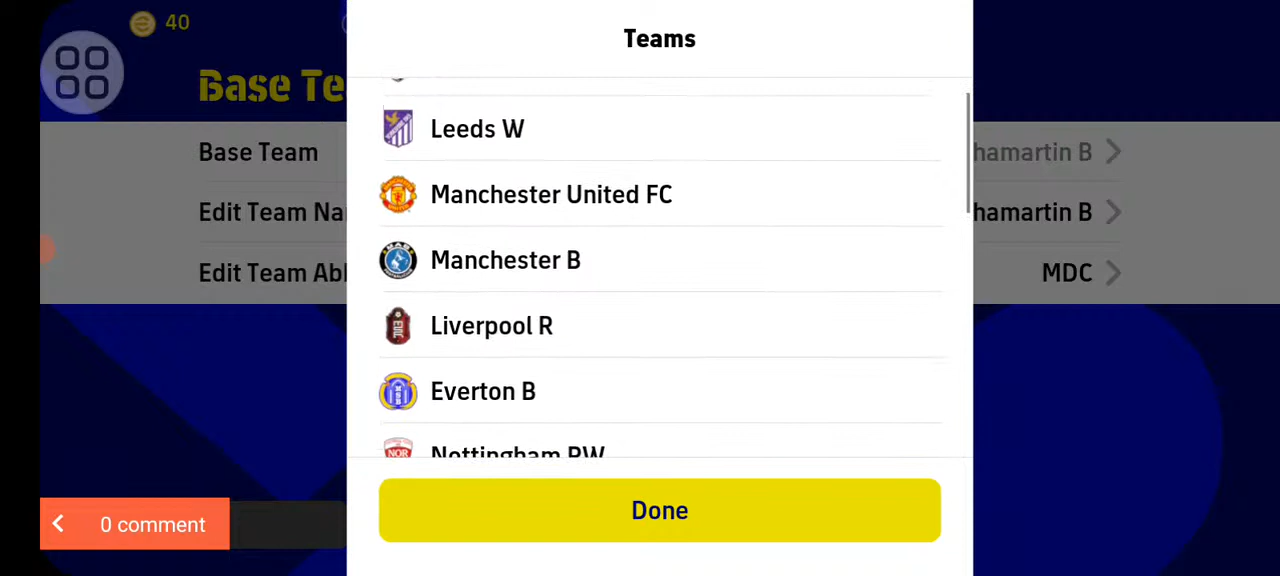 40
Teams
Base Te
Leeds W
Base Team
hamartin B
Manchester United FC
Edit Team Na
hamartin B
Manchester B
Edit Team Ab
MDC
Liverpool R
Everton B
Nottingham RW
Done
0 comment